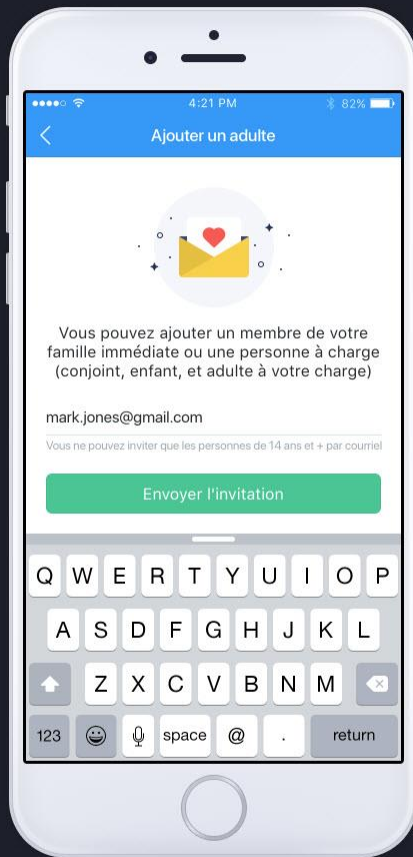 4:21 PM
82%
Ajouter un adulte
Vous pouvez ajouter un membre de votre
famille immédiate ou une personne à charge
(conjoint, enfant, et adulte à votre charge)
mark.jones@gmail.com
Vous ne pouvez inviter que les personnes de 14 ans et + par courriel
Envoyer l'invitation
Q W E R T Y U I O P
A S D F G H J K L
Z X C V B N M
123 space @ . return